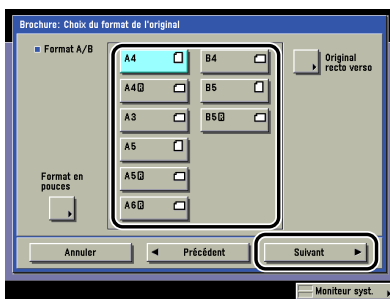 Brochure: Choix du format de l'original
Format A/B
A4
B4
Original
recto verso
A4R
B5
A3
B5R
A5
Format en
pouces
A5R
A6R
Annuler
Précédent
Suivant
Moniteur syst.